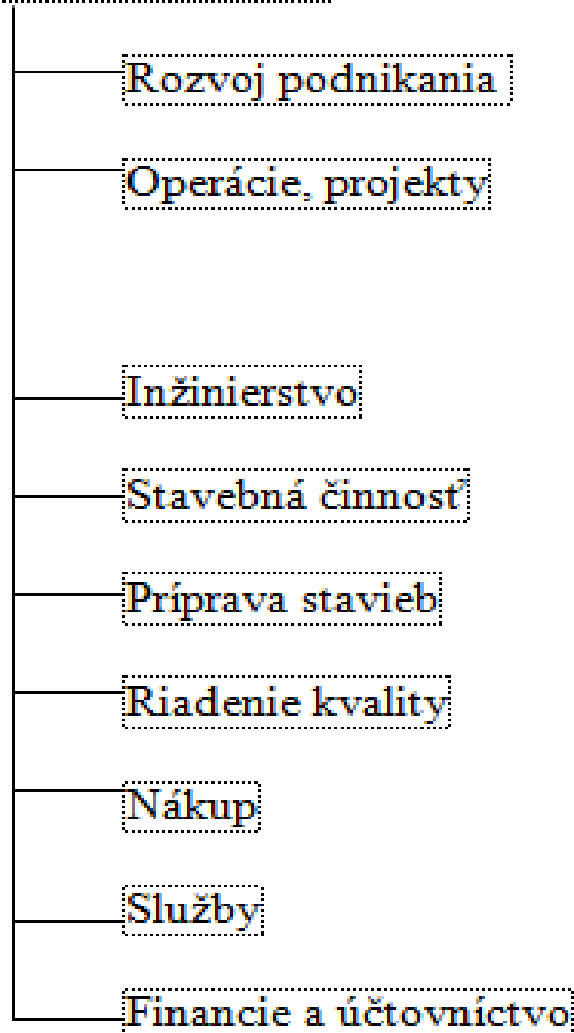 Rozvoj podnikania
Operácie, projekty
Inžinierstvo
Stavebná činnosť
Príprava stavieb
Riadenie kvality
Nákup
Služby
Financie a účtovníctvo